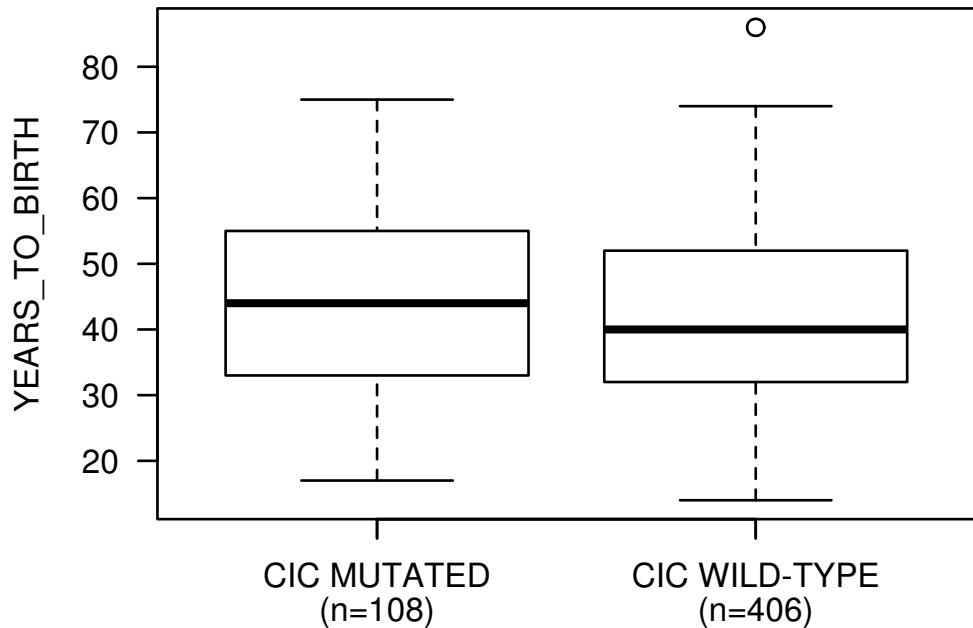 YEARS_TO_BIRTH
80
70
60
50
40
30
20
CIC MUTATED
(n=108)
CIC WILD-TYPE
(n=406)